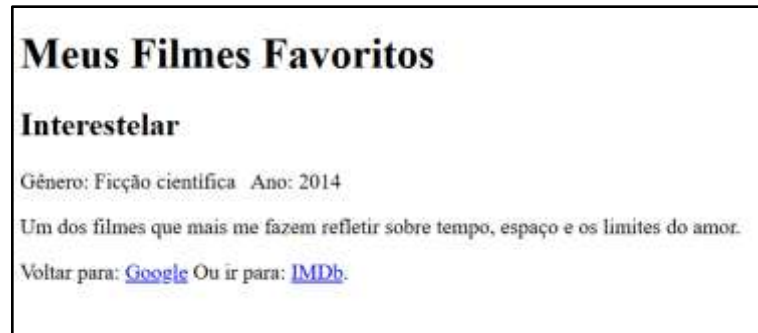 Meus Filmes Favoritos
Interestelar
Gênero: Ficção científica   Ano: 2014
Um dos filmes que mais me fazem refletir sobre tempo, espaço e os limites do amor.
Voltar para: Google Ou ir para: IMDb.